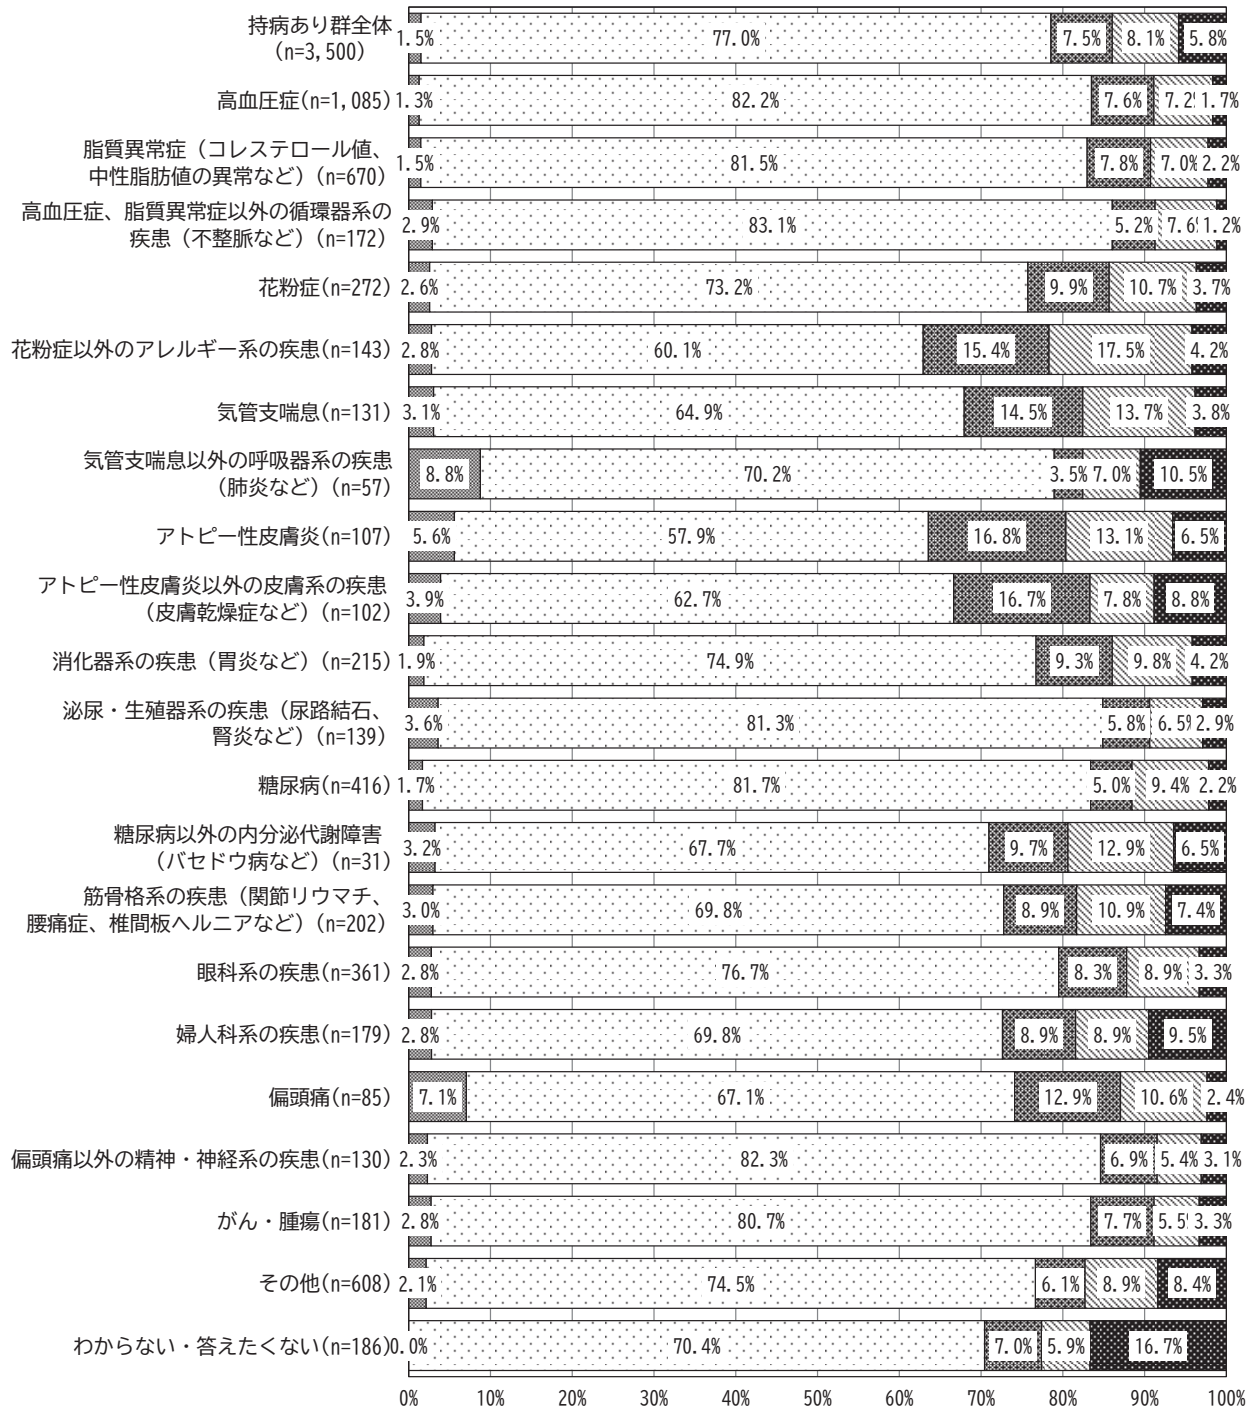 持病あり群全体
(n=3,500)
1.5% 77.0% 7.5% 8.1% 5.8%
高血圧症(n=1,085) 1.3% 82.2% 7.6% 7.2% 1.7%
脂質異常症（コレステロール値、
中性脂肪値の異常など）(n=670)
1.5% 81.5% 7.8% 7.0% 2.2%
高血圧症、脂質異常症以外の循環器系の
疾患（不整脈など）(n=172)
2.9% 83.1% 5.2% 7.6% 1.2%
花粉症(n=272) 2.6% 73.2% 9.9% 10.7% 3.7%
花粉症以外のアレルギー系の疾患(n=143) 2.8% 60.1% 15.4% 17.5% 4.2%
気管支喘息(n=131) 3.1% 64.9% 14.5% 13.7% 3.8%
気管支喘息以外の呼吸器系の疾患
（肺炎など）(n=57)
8.8% 70.2% 3.5% 7.0% 10.5%
アトピー性皮膚炎(n=107) 5.6% 57.9% 16.8% 13.1% 6.5%
アトピー性皮膚炎以外の皮膚系の疾患
（皮膚乾燥症など）(n=102)
3.9% 62.7% 16.7% 7.8% 8.8%
消化器系の疾患（胃炎など）(n=215) 1.9% 74.9% 9.3% 9.8% 4.2%
泌尿・生殖器系の疾患（尿路結石、
腎炎など）(n=139)
3.6% 81.3% 5.8% 6.5% 2.9%
糖尿病(n=416) 1.7% 81.7% 5.0% 9.4% 2.2%
糖尿病以外の内分泌代謝障害
（バセドウ病など）(n=31)
3.2% 67.7% 9.7% 12.9% 6.5%
筋骨格系の疾患（関節リウマチ、
腰痛症、椎間板ヘルニアなど）(n=202)
3.0% 69.8% 8.9% 10.9% 7.4%
眼科系の疾患(n=361) 2.8% 76.7% 8.3% 8.9% 3.3%
婦人科系の疾患(n=179) 2.8% 69.8% 8.9% 8.9% 9.5%
偏頭痛(n=85) 7.1% 67.1% 12.9% 10.6% 2.4%
偏頭痛以外の精神・神経系の疾患(n=130) 2.3% 82.3% 6.9% 5.4% 3.1%
がん・腫瘍(n=181) 2.8% 80.7% 7.7% 5.5% 3.3%
その他(n=608) 2.1% 74.5% 6.1% 8.9% 8.4%
わからない・答えたくない(n=186) 0.0% 70.4% 7.0% 5.9% 16.7%
0% 10% 20% 30% 40% 50% 60% 70% 80% 90% 100%